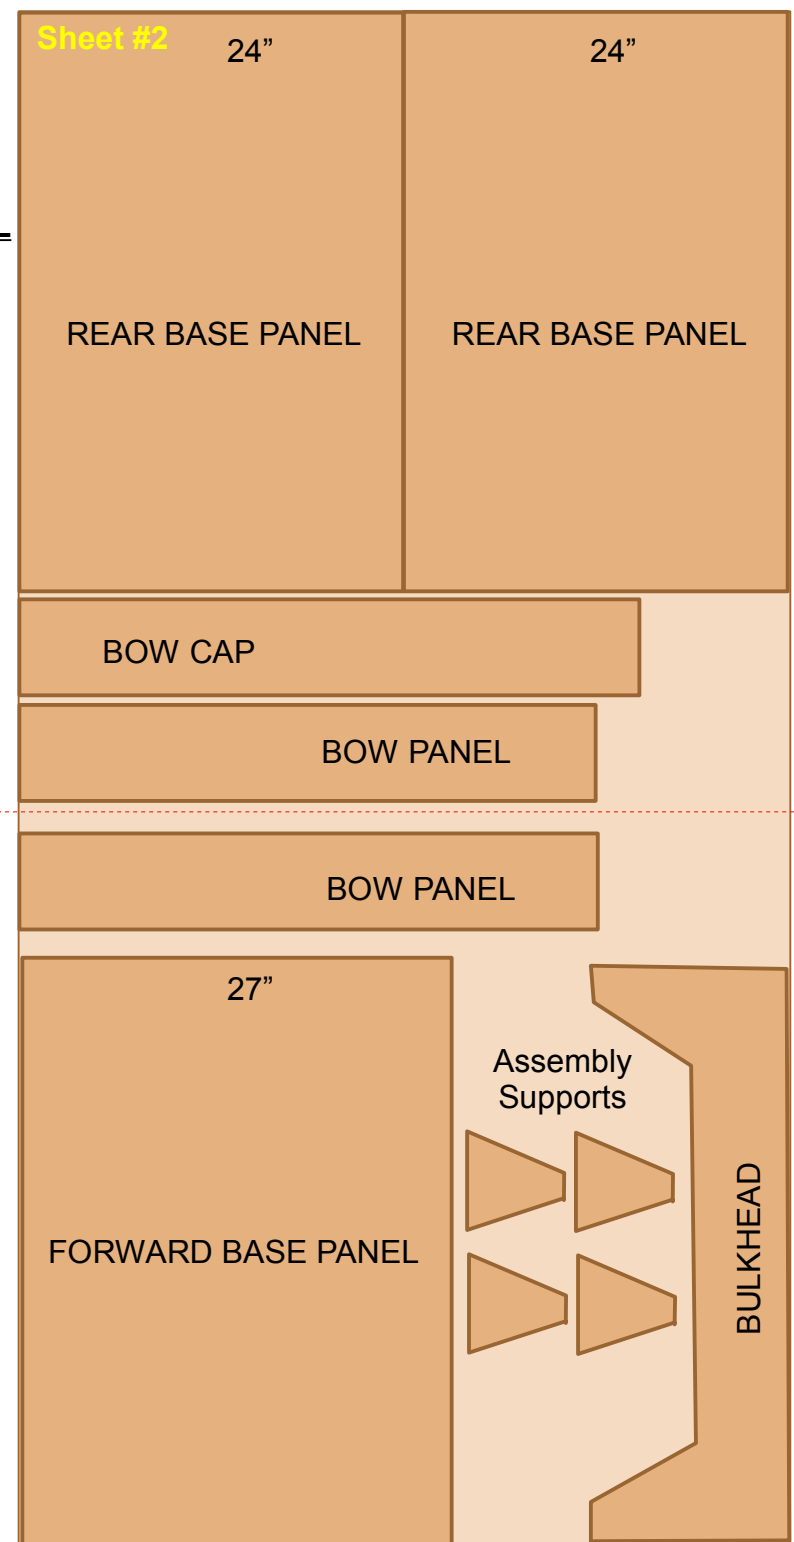 Sheet #2
24”
24”
REAR BASE PANEL
REAR BASE PANEL
BOW CAP
BOW PANEL
BOW PANEL
27”
Assembly
Supports
FORWARD BASE PANEL
BULKHEAD